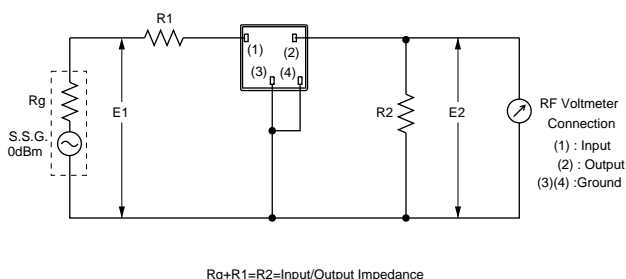 R1
(1)
(2)
(3)
(4)
Rg
S.S.G.
0dBm
E1
R2
E2
RF Voltmeter
Connection
(1) : Input
(2) : Output
(3)(4) :Ground
Rg+R1=R2=Input/Output Impedance